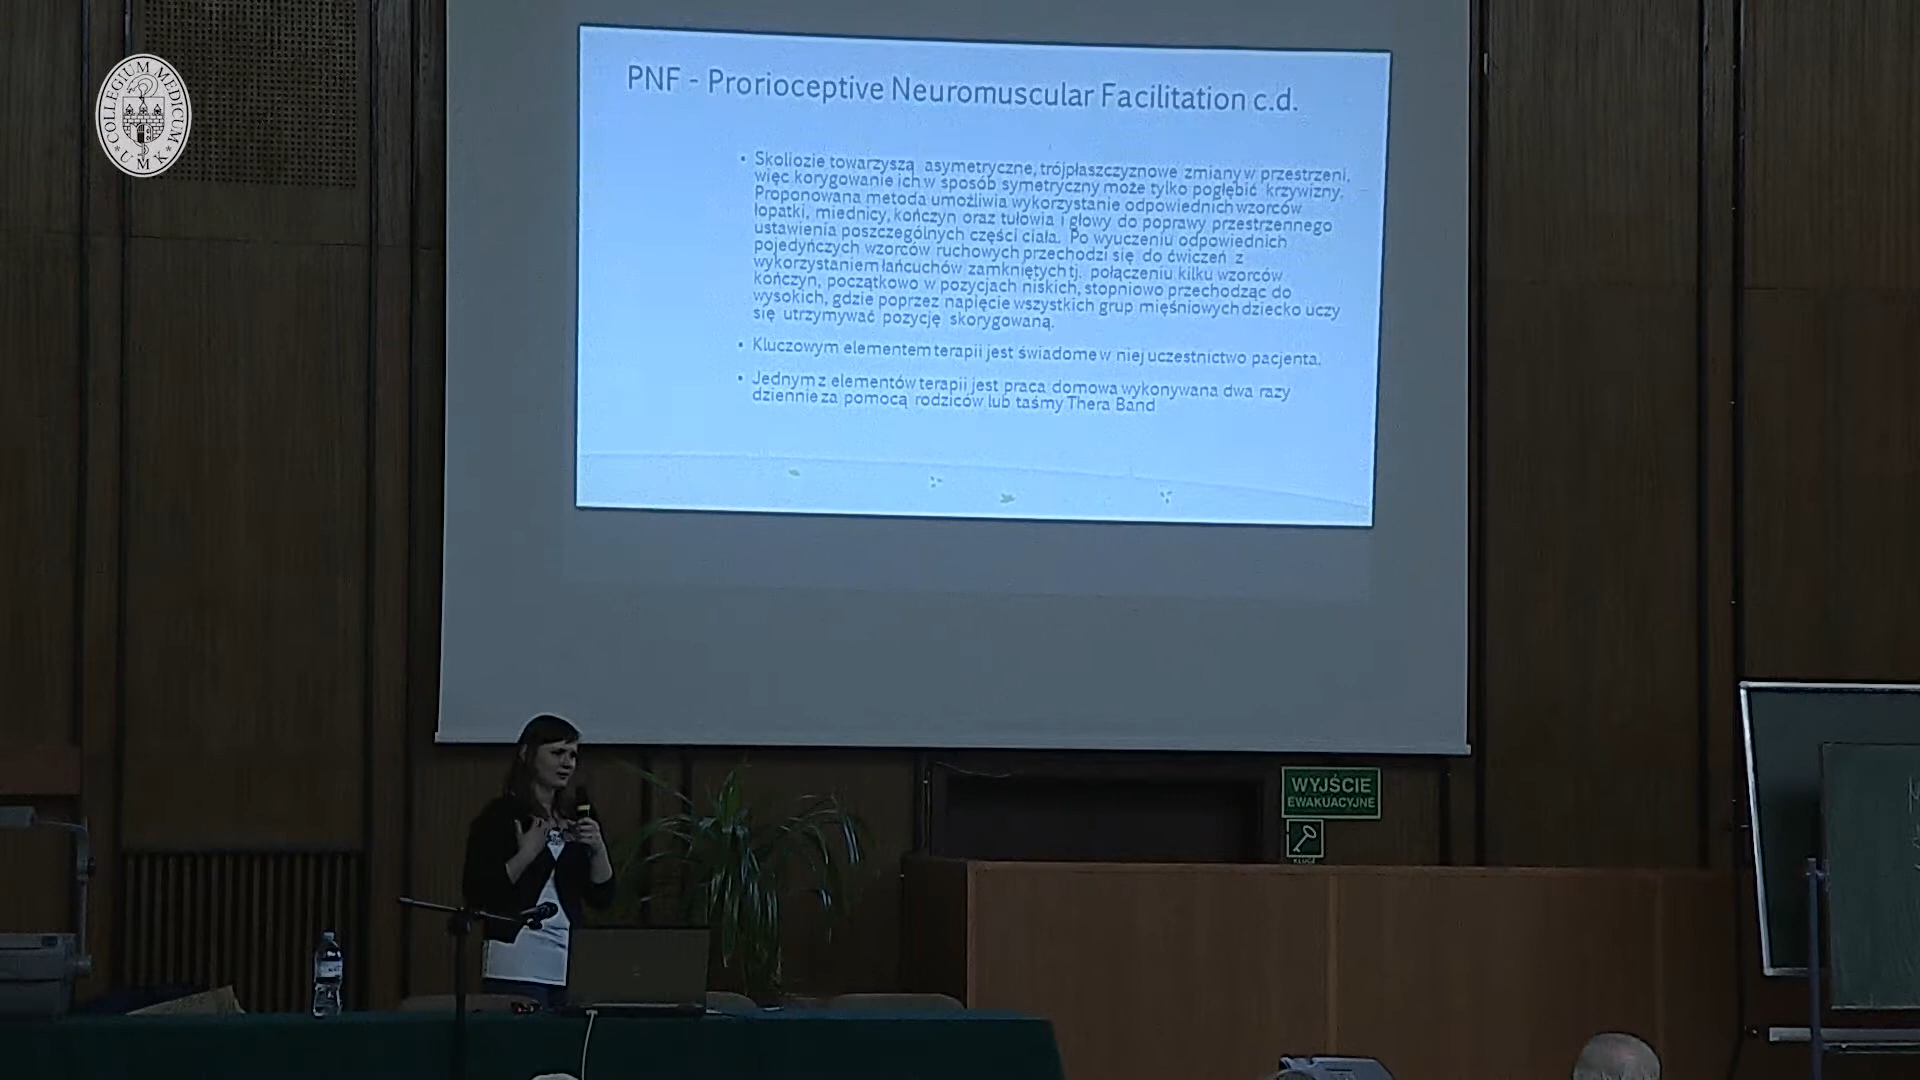 COLLEGIUM MEDICUM
* UMK *
PNF - Prorioceptive Neuromuscular Facilitation c.d.
• Skoliozie towarzyszą asymetryczne, trójpłaszczyznowe zmiany w przestrzeni,
więc korygowanie ich w sposób symetryczny może tylko pogłębić krzywizny.
Proponowana metoda umożliwia wykorzystanie odpowiednich wzorców
łopatki, miednicy, kończyn oraz tułowia i głowy do poprawy przestrzennego
ustawienia poszczególnych części ciała. Po wyuczeniu odpowiednich
pojedyńczych wzorców ruchowych przechodzi się do ćwiczeń z
wykorzystaniem łańcuchów zamkniętych tj. połączeniu kilku wzorców
kończyn, początkowo w pozycjach niskich, stopniowo przechodząc do
wysokich, gdzie poprzez napięcie wszystkich grup mięśniowych dziecko uczy
się utrzymywać pozycję skorygowaną.
• Kluczowym elementem terapii jest świadome w niej uczestnictwo pacjenta.
• Jednym z elementów terapii jest praca domowa wykonywana dwa razy
dziennie za pomocą rodziców lub taśmy Thera Band
WYJŚCIE
EWAKUACYJNE
KLUCZ